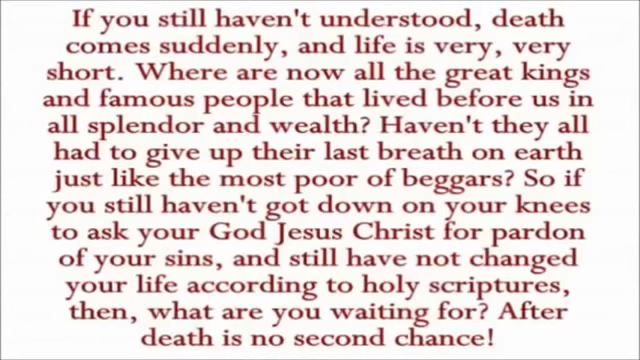 If you still haven't understood, death
comes suddenly, and life is very, very
short. Where are now all the great kings
and famous people that lived before us in
all splendor and wealth? Haven't they all
had to give up their last breath on earth
just like the most poor of beggars? So if
you still haven't got down on your knees
to ask your God Jesus Christ for pardon
of your sins, and still have not changed
your life according to holy scriptures,
then, what are you waiting for? After
death is no second chance!